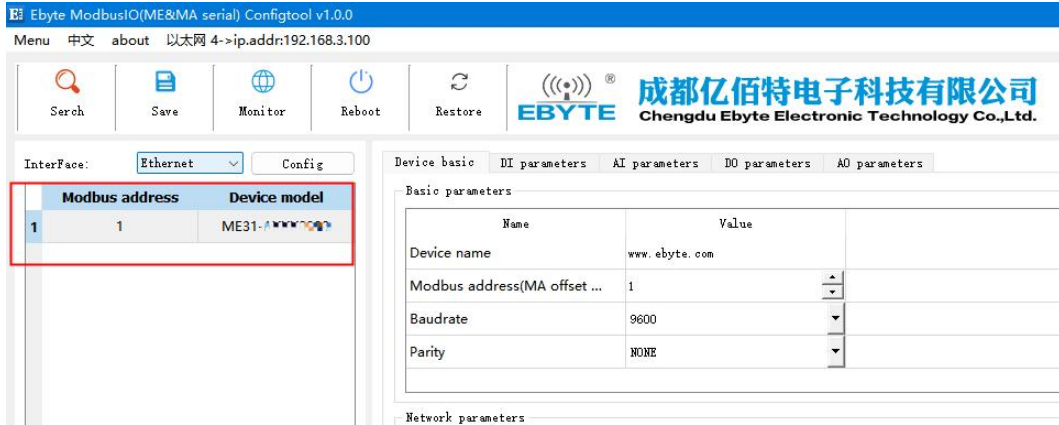 Ebyte ModbusIO(ME&MA serial) Configtool v1.0.0
Menu 中文 about 以太网 4->ip.addr:192.168.3.100
Serch Save Monitor Reboot Restore
((( ))) ®
EBYTE
成都亿佰特电子科技有限公司
Chengdu Ebyte Electronic Technology Co.,Ltd.
InterFace: Ethernet Config
Modbus address Device model
1 1 ME31-
Device basic DI parameters AI parameters DO parameters AO parameters
Basic parameters
Name Value
Device name www.ebyte.com
Modbus address(MA offset ... 1
Baudrate 9600
Parity NONE
Network parameters